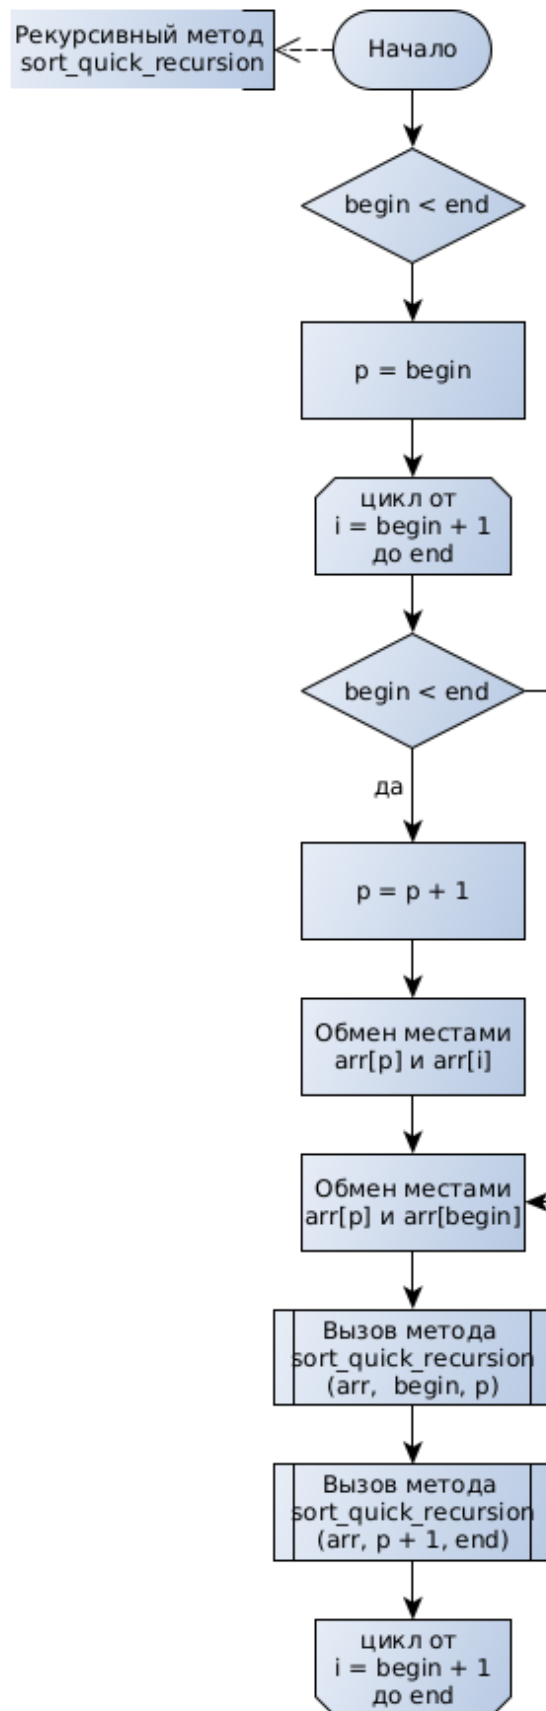 Рекурсивный метод
sort_quick_recursion
Начало
begin < end
p = begin
цикл от
i = begin + 1
до end
begin < end
да
p = p + 1
Обмен местами
arr[p] и arr[i]
Обмен местами
arr[p] и arr[begin]
Вызов метода
sort_quick_recursion
(arr, begin, p)
Вызов метода
sort_quick_recursion
(arr, p + 1, end)
цикл от
i = begin + 1
до end